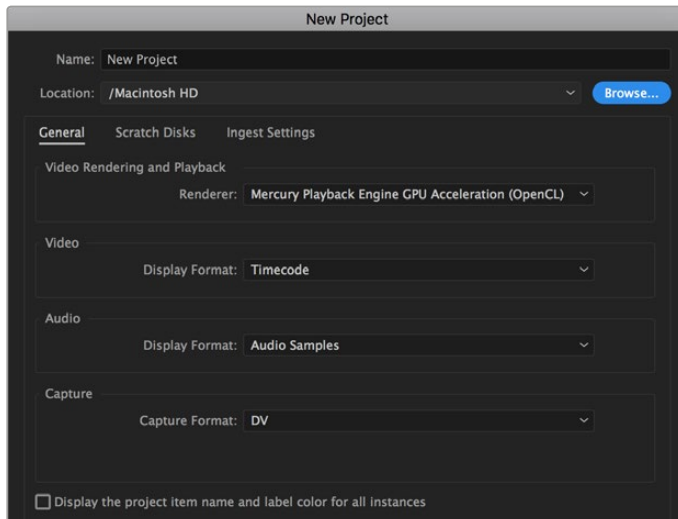 New Project
Name: New Project
Location: /Macintosh HD Browse...
General Scratch Disks Ingest Settings
Video Rendering and Playback
Renderer: Mercury Playback Engine GPU Acceleration (OpenCL)
Video
Display Format: Timecode
Audio
Display Format: Audio Samples
Capture
Capture Format: DV
Display the project item name and label color for all instances